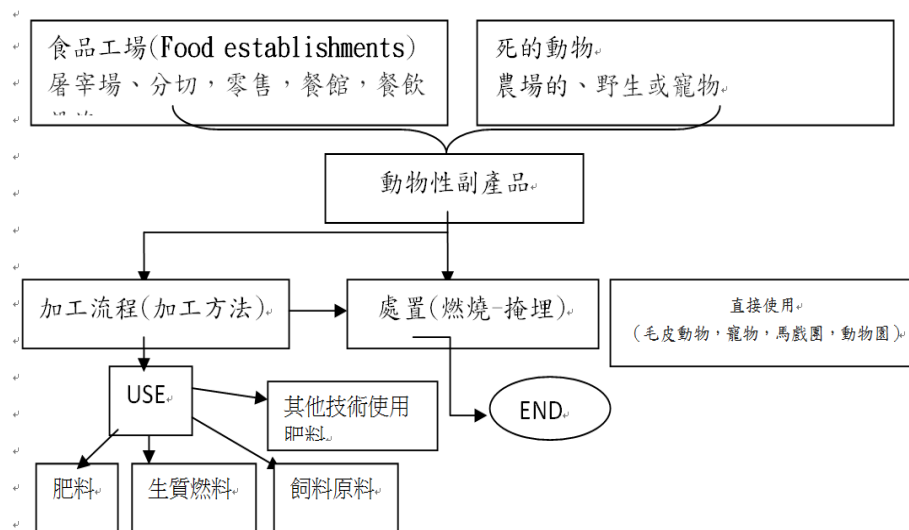 食品工場(Food establishments)
屠宰場、分切，零售，餐館，餐飲
死的動物
農場的、野生或寵物
動物性副產品
加工流程(加工方法)
處置(燃燒-掩埋)
直接使用
(毛皮動物，寵物，馬戲團，動物園)
USE
其他技術使用
肥料
END
肥料
生質燃料
飼料原料